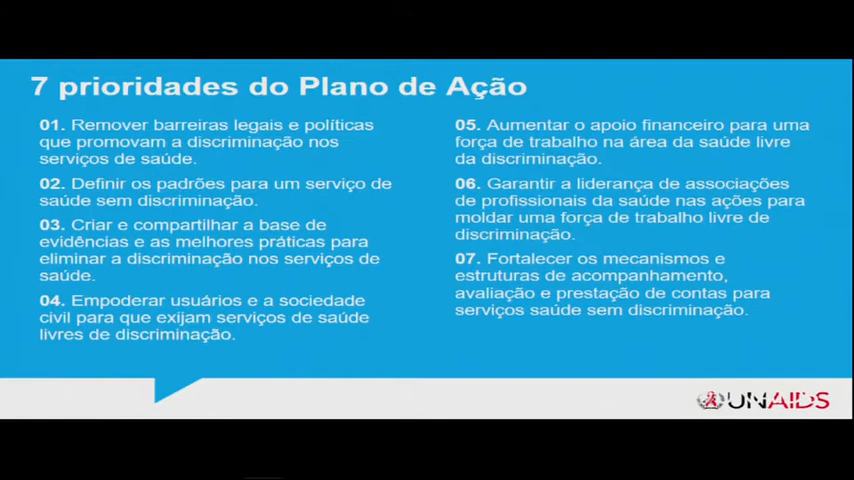 7 prioridades do Plano de Ação
01. Remover barreiras legais e políticas
que promovam a discriminação nos
serviços de saúde.
02. Definir os padrões para um serviço de
saúde sem discriminação.
03. Criar e compartilhar a base de
evidências e as melhores práticas para
eliminar a discriminação nos serviços de
saúde.
04. Empoderar usuários e a sociedade
civil para que exijam serviços de saúde
livres de discriminação.
05. Aumentar o apoio financeiro para uma
força de trabalho na área da saúde livre
da discriminação.
06. Garantir a liderança de associações
de profissionais da saúde nas ações para
moldar uma força de trabalho livre de
discriminação.
07. Fortalecer os mecanismos e
estruturas de acompanhamento,
avaliação e prestação de contas para
serviços saúde sem discriminação.
UNAIDS